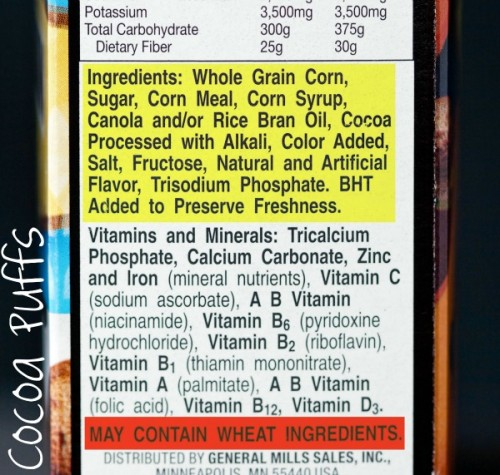 Potassium 3,500mg 3,500mg
Total Carbohydrate 300g 375g
Dietary Fiber 25g 30g
Ingredients: Whole Grain Corn,
Sugar, Corn Meal, Corn Syrup,
Canola and/or Rice Bran Oil, Cocoa
Processed with Alkali, Color Added,
Salt, Fructose, Natural and Artificial
Flavor, Trisodium Phosphate. BHT
Added to Preserve Freshness.
Vitamins and Minerals: Tricalcium
Phosphate, Calcium Carbonate, Zinc
and Iron (mineral nutrients), Vitamin C
(sodium ascorbate), A B Vitamin
(niacinamide), Vitamin B6 (pyridoxine
hydrochloride), Vitamin B2 (riboflavin),
Vitamin B1 (thiamin mononitrate),
Vitamin A (palmitate), A B Vitamin
(folic acid), Vitamin B12, Vitamin D3.
MAY CONTAIN WHEAT INGREDIENTS.
DISTRIBUTED BY GENERAL MILLS SALES, INC.,
MINNEAPOLIS, MN 55440 USA
Cocoa Puffs